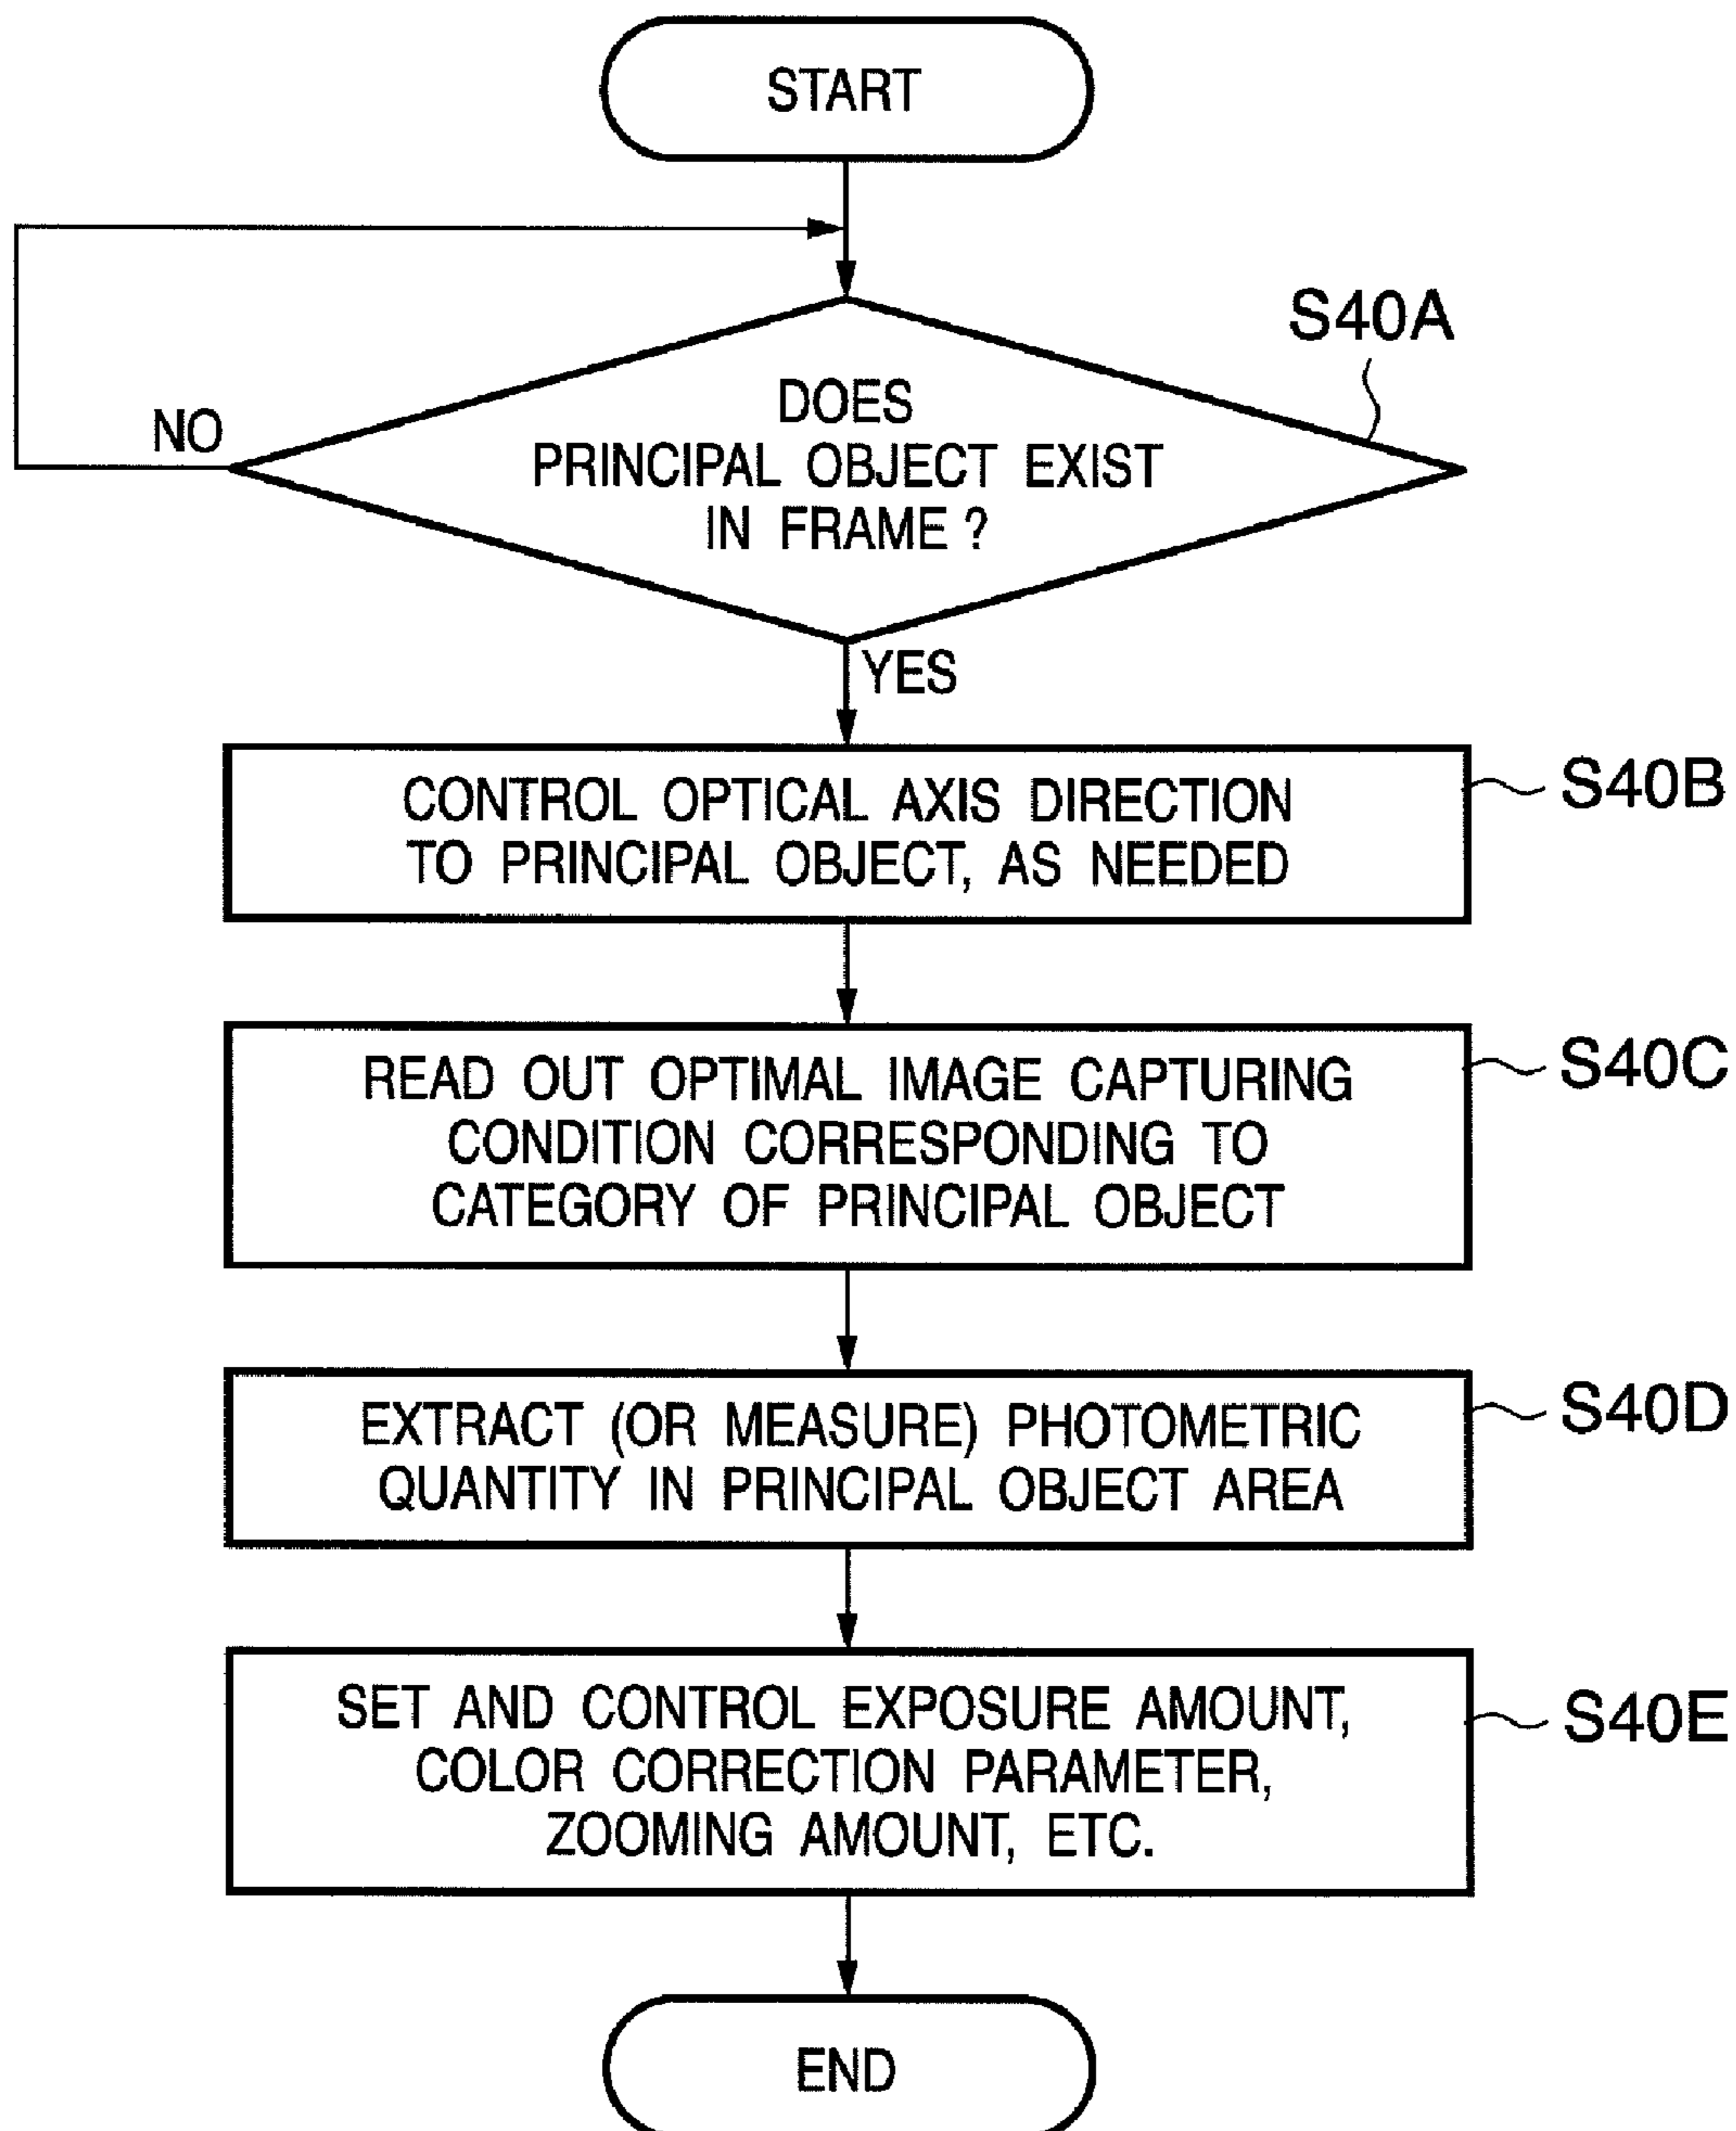 START
S40A
DOES
PRINCIPAL OBJECT EXIST
IN FRAME ?
NO
YES
CONTROL OPTICAL AXIS DIRECTION
TO PRINCIPAL OBJECT, AS NEEDED
S40B
READ OUT OPTIMAL IMAGE CAPTURING
CONDITION CORRESPONDING TO
CATEGORY OF PRINCIPAL OBJECT
S40C
EXTRACT (OR MEASURE) PHOTOMETRIC
QUANTITY IN PRINCIPAL OBJECT AREA
S40D
SET AND CONTROL EXPOSURE AMOUNT,
COLOR CORRECTION PARAMETER,
ZOOMING AMOUNT, ETC.
S40E
END